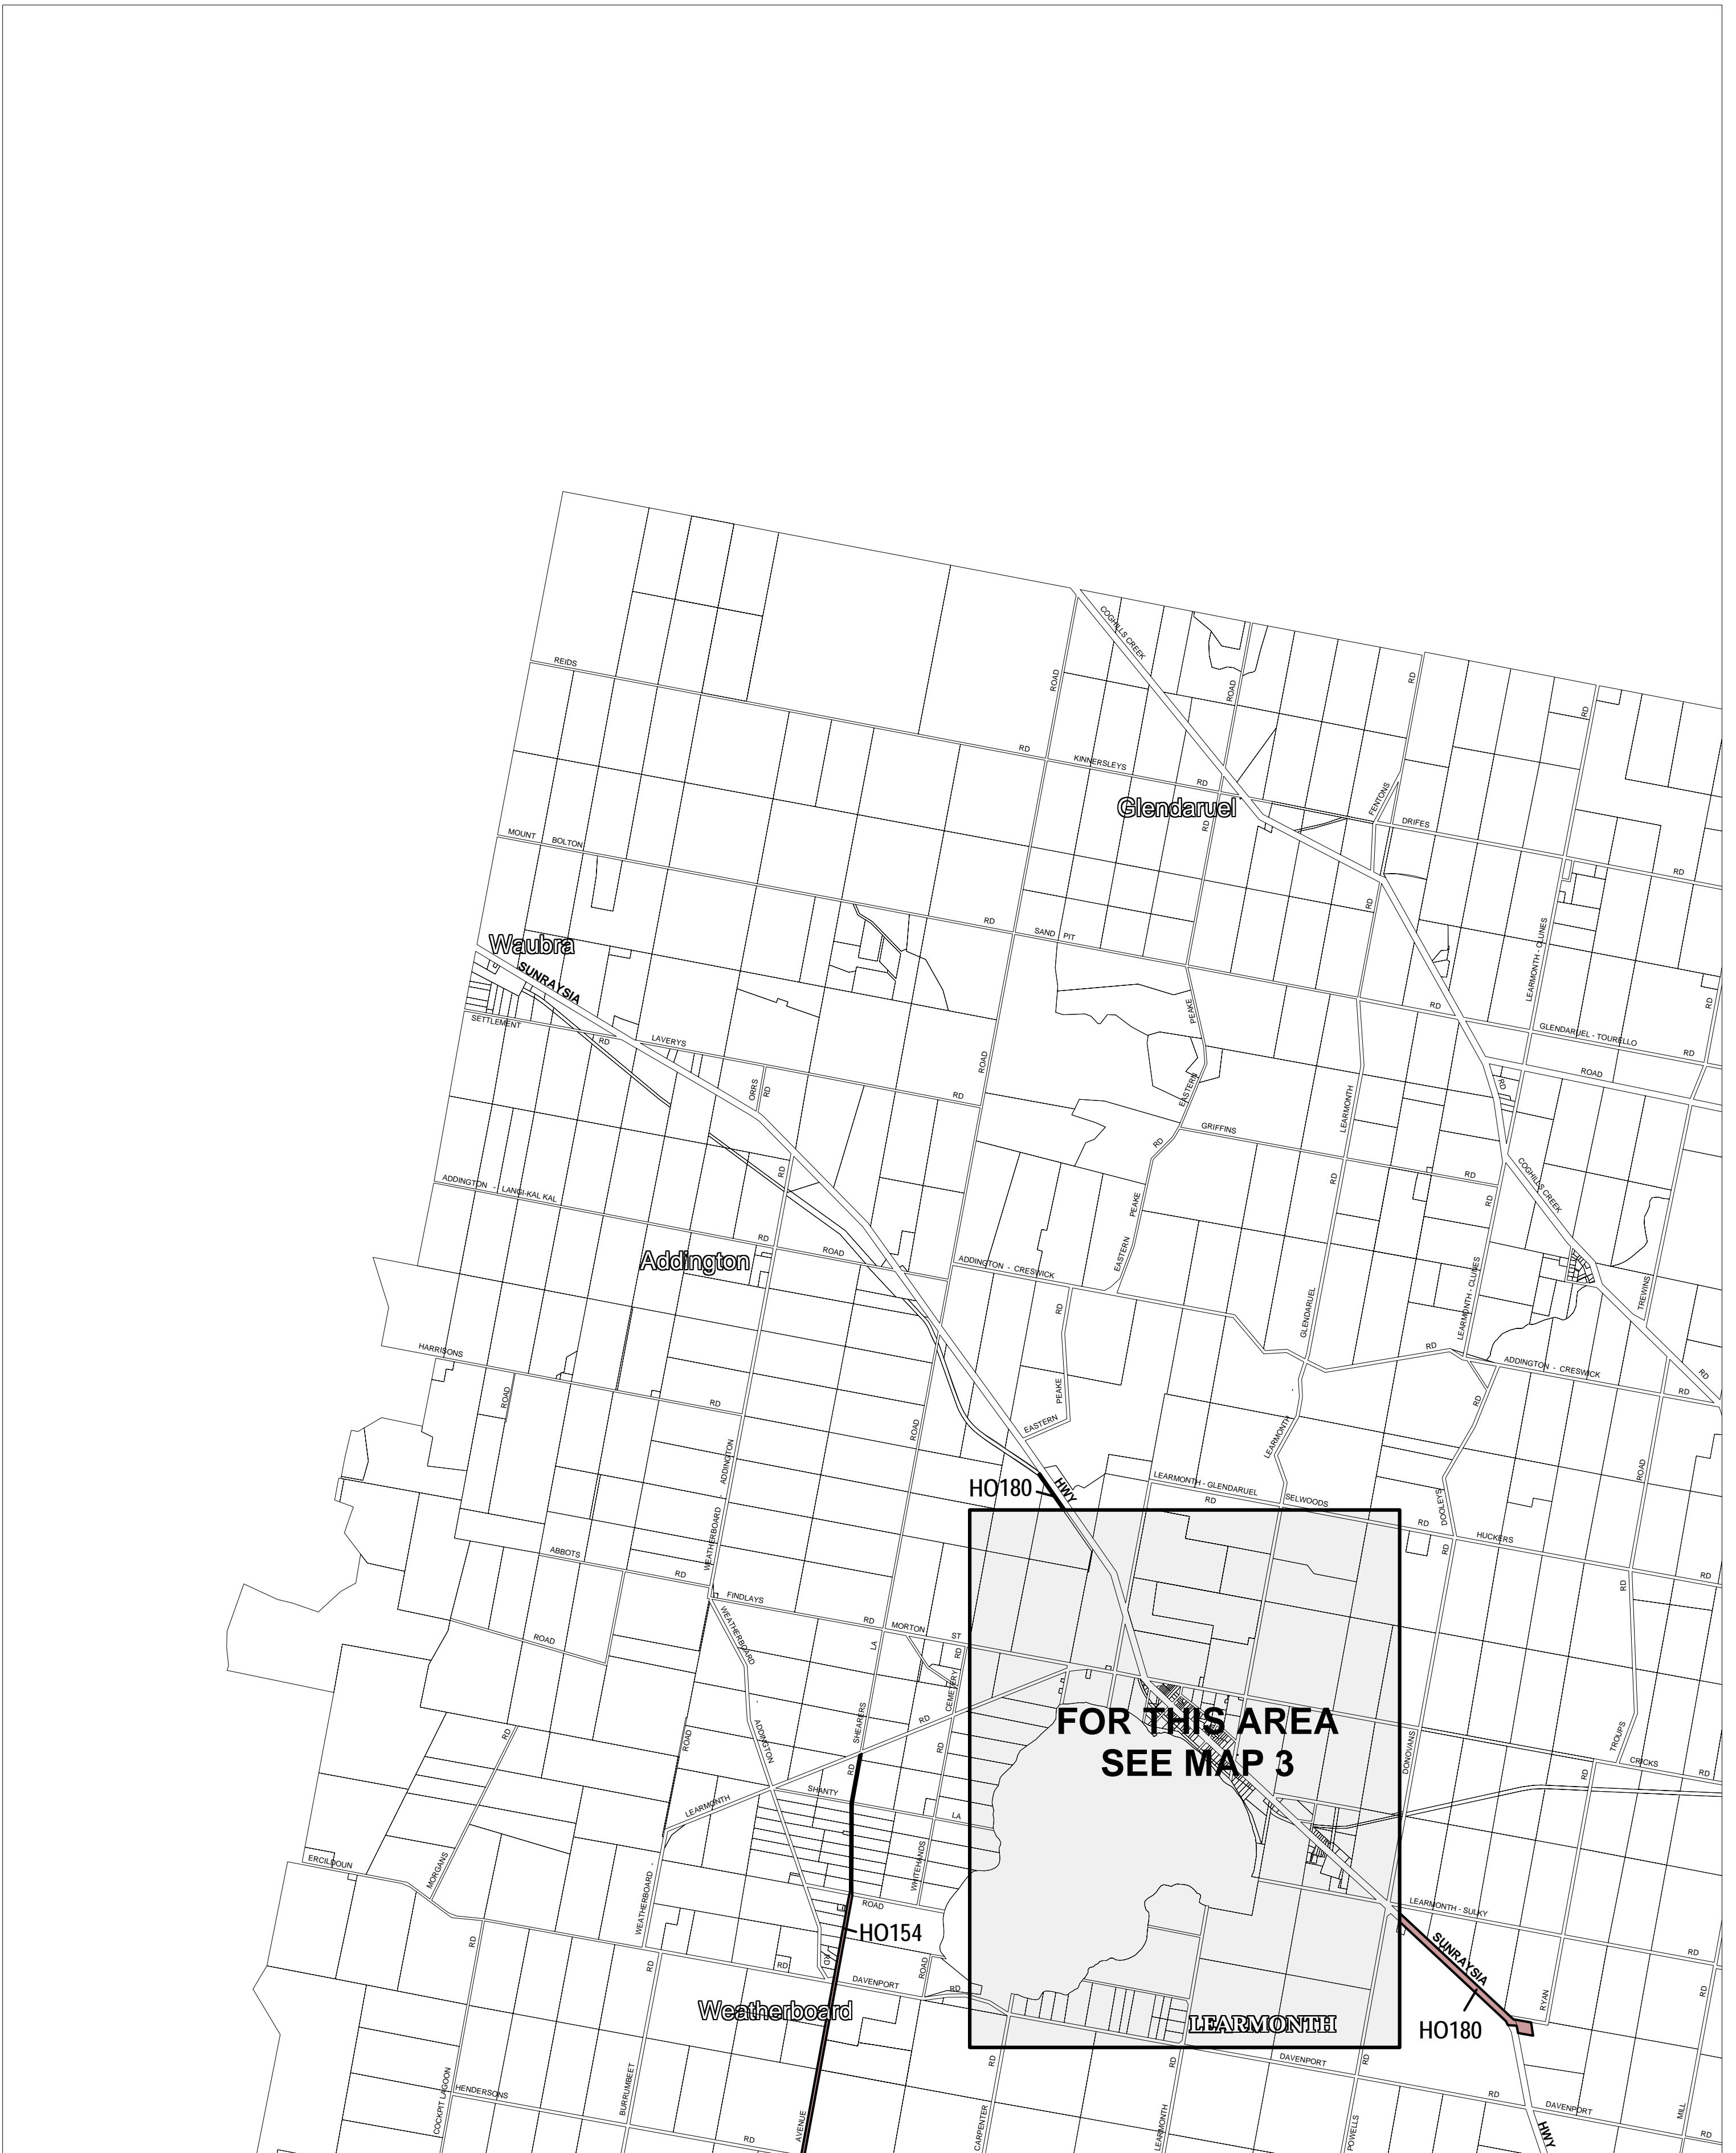 COGHILLS CREEK
REIDS
ROAD
ROAD
RD
RD
RD
KINNERSLEYS
RD
Glendaruel
FENTONS
RD
DRIFES
MOUNT BOLTON
RD
RD
RD
SAND PIT
Waubra
SUNRAYSIA
LEARMONTH - CLUNES
PEAKE
RD
RD
SETTLEMENT
RD
LAVERYS
GLENDARUEL - TOURELLO
RD
ROAD
ROAD
RD
ORRS
RD
RD
EASTERN
LEARMONTH
GRIFFINS
RD
RD
COGHILLS CREEK
RD
RD
RD
ADDINGTON - LANGI-KAL KAL
PEAKE
RD
RD
ROAD
EASTERN
Addington
ADDINGTON - CRESWICK
TREWINS
GLENDARUEL
LEARMONTH - CLUNES
RD
HARRISONS
RD
ADDINGTON - CRESWICK
RD
RD
ROAD
PEAKE
RD
RD
EASTERN
ROAD
LEARMONTH
-
WEATHERBOARD - ADDINGTON
ROAD
HO180
HWY
LEARMONTH - GLENDARUEL
RD
SELWOODS
RD
DOOLEYS
RD
HUCKERS
RD
ABBOTS
RD
RD
FINDLAYS
RD
MORTON ST
WEATHERBOARD
-
ADDINGTON
ROAD
LA
RD
CEMETERY
RD
SHEARERS
RD
RD
FOR THIS AREA
SEE MAP 3
DONOVANS
TROUPS
CRICKS
RD
RD
ROAD
RD
SHANTY
LA
LEARMONTH
WHITEHANDS
ERCILDOUN
MORGANS
WEATHERBOARD -
ROAD
LEARMONTH - SULKY
RD
HO154
SUNRAYSIA
RD
RD
RD
RD
DAVENPORT
ROAD
RD
RD
RYAN
Weatherboard
LEARMONTH
HO180
DAVENPORT
RD
RD
RD
RD
DAVENPORT
RD
COCKPIT LAGOON
HENDERSONS
BURRUMBEET
RD
AVENUE
CARPENTER
LEARMONTH
POWELLS
HWY
MILL